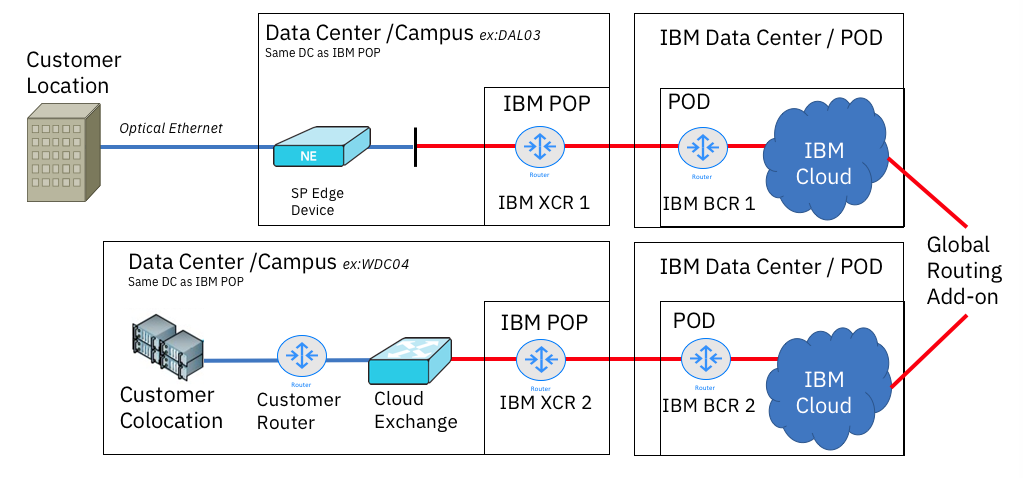 Customer
Location
Optical Ethernet
Data Center /Campus ex:DAL03
Same DC as IBM POP
NE
SP Edge
Device
IBM POP
Router
IBM XCR 1
IBM Data Center / POD
POD
Router
IBM BCR 1
IBM
Cloud
Global
Routing
Add-on
Data Center /Campus ex:WDC04
Same DC as IBM POP
Customer
Colocation
Router
Customer
Router
Cloud
Exchange
IBM POP
Router
IBM XCR 2
IBM Data Center / POD
POD
Router
IBM BCR 2
IBM
Cloud